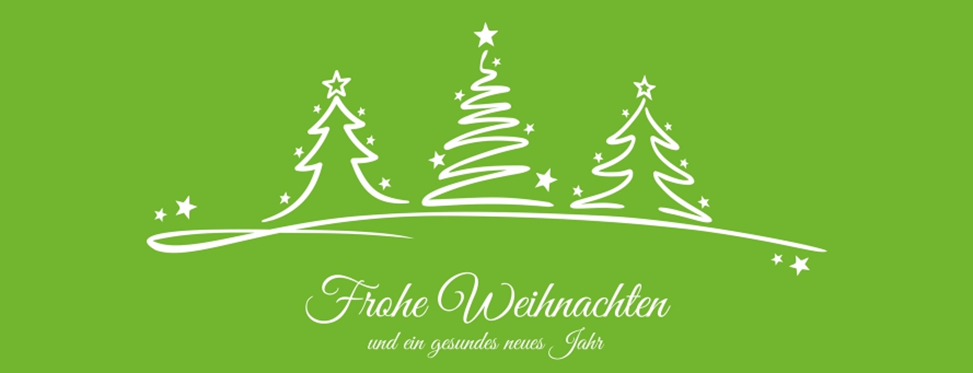 Frohe Weihnachten
und ein gesundes neues Jahr